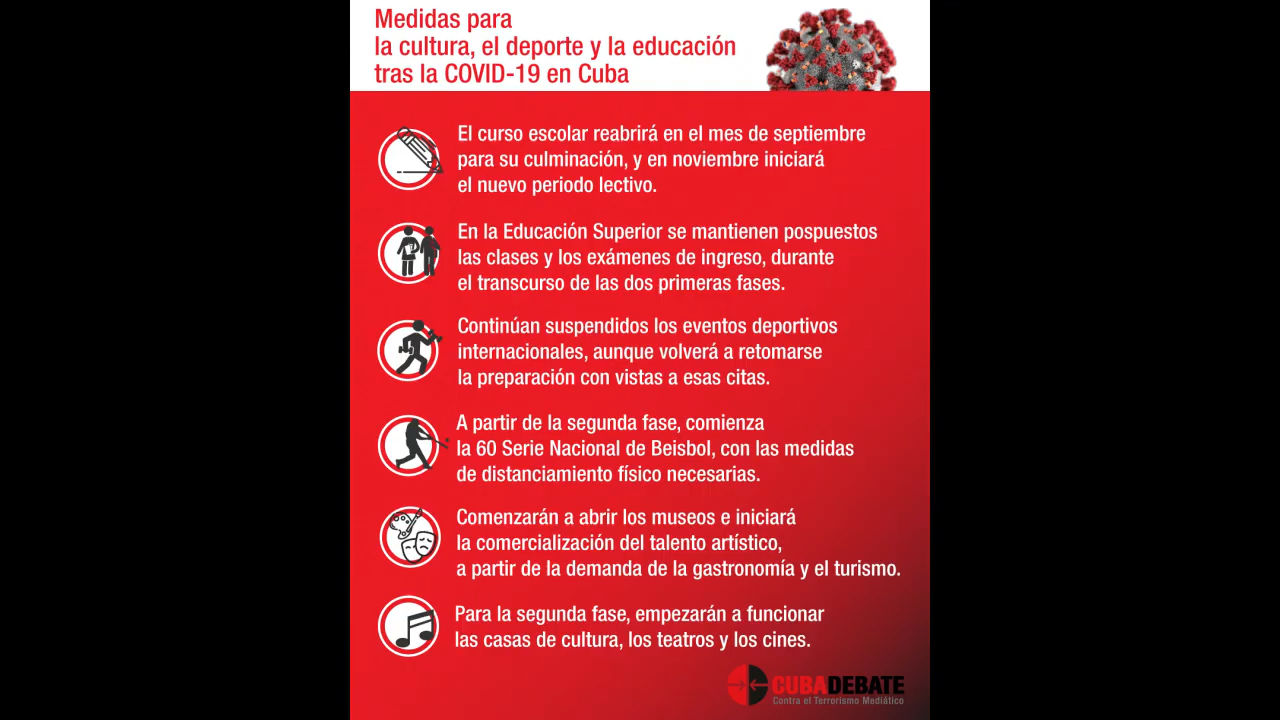 Medidas para
la cultura, el deporte y la educación
tras la COVID-19 en Cuba
El curso escolar reabrirá en el mes de septiembre
para su culminación, y en noviembre iniciará
el nuevo periodo lectivo.
En la Educación Superior se mantienen pospuestos
las clases y los exámenes de ingreso, durante
el transcurso de las dos primeras fases.
Continúan suspendidos los eventos deportivos
internacionales, aunque volverá a retomarse
la preparación con vistas a esas citas.
A partir de la segunda fase, comienza
la 60 Serie Nacional de Beisbol, con las medidas
de distanciamiento físico necesarias.
Comenzarán a abrir los museos e iniciará
la comercialización del talento artístico,
a partir de la demanda de la gastronomía y el turismo.
Para la segunda fase, empezarán a funcionar
las casas de cultura, los teatros y los cines.
CUBADEBATE
Contra el Terrorismo Mediático